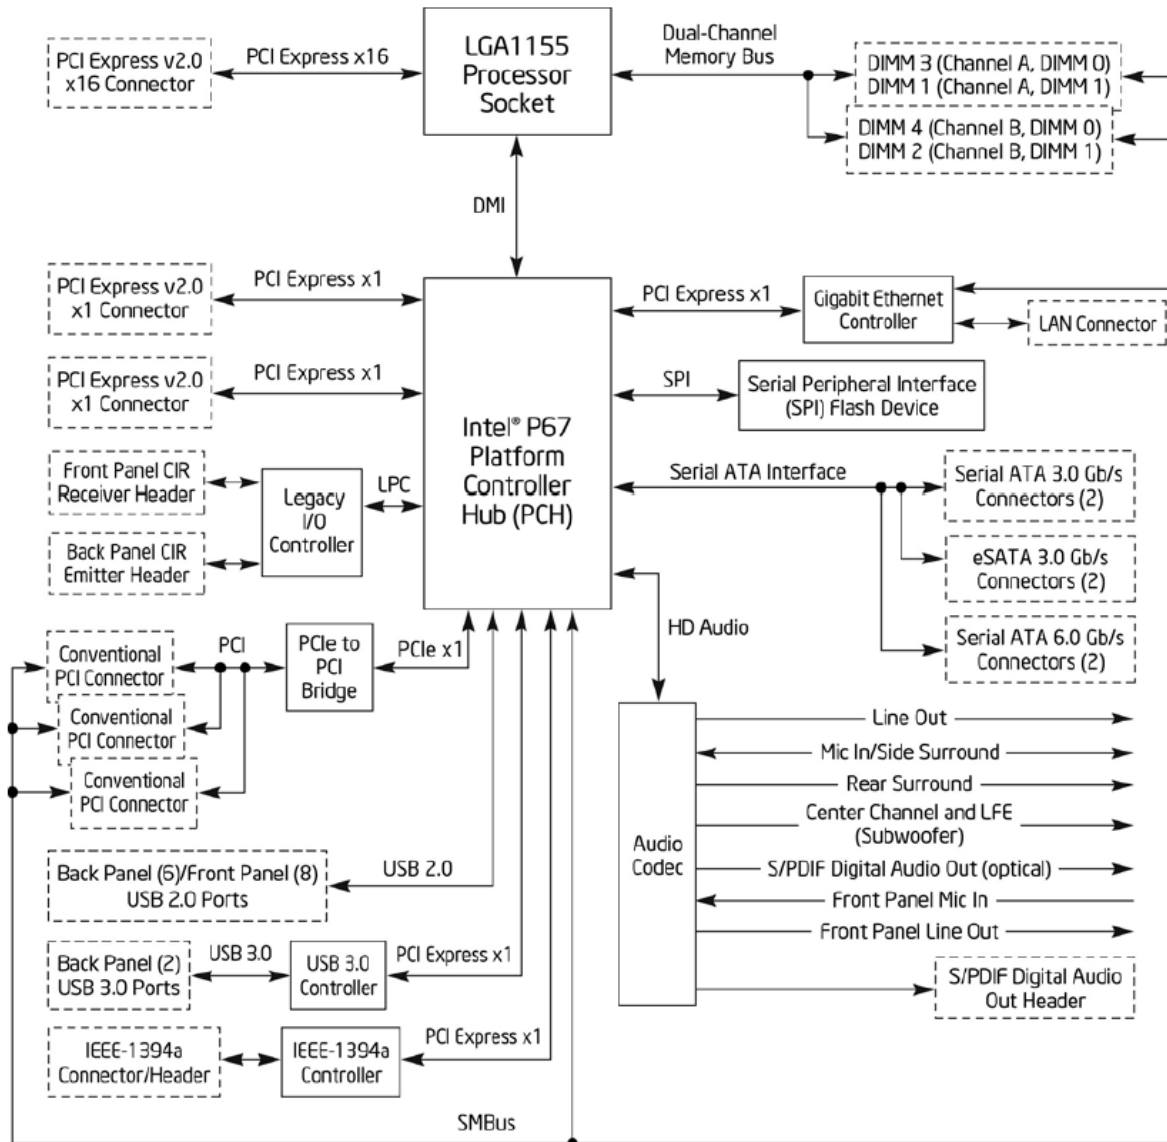 PCI Express v2.0
x16 Connector
PCI Express x16
LGA1155
Processor
Socket
Dual-Channel
Memory Bus
DIMM 3 (Channel A, DIMM 0)
DIMM 1 (Channel A, DIMM 1)
DIMM 4 (Channel B, DIMM 0)
DIMM 2 (Channel B, DIMM 1)
DMI
PCI Express v2.0
x1 Connector
PCI Express x1
PCI Express v2.0
x1 Connector
PCI Express x1
Front Panel CIR
Receiver Header
Back Panel CIR
Emitter Header
Legacy
I/O
Controller
LPC
Intel® P67
Platform
Controller
Hub (PCH)
PCI Express x1
Gigabit Ethernet
Controller
LAN Connector
SPI
Serial Peripheral Interface
(SPI) Flash Device
Serial ATA Interface
Serial ATA 3.0 Gb/s
Connectors (2)
eSATA 3.0 Gb/s
Connectors (2)
Serial ATA 6.0 Gb/s
Connectors (2)
HD Audio
Conventional
PCI Connector
Conventional
PCI Connector
Conventional
PCI Connector
PCI
PCIe to
PCI
Bridge
PCIe x1
Back Panel (6)/Front Panel (8)
USB 2.0 Ports
USB 2.0
Back Panel (2)
USB 3.0 Ports
USB 3.0
USB 3.0
Controller
PCI Express x1
IEEE-1394a
Connector/Header
IEEE-1394a
Controller
PCI Express x1
SMBus
Audio
Codec
Line Out
Mic In/Side Surround
Rear Surround
Center Channel and LFE
(Subwoofer)
S/PDIF Digital Audio Out (optical)
Front Panel Mic In
Front Panel Line Out
S/PDIF Digital Audio
Out Header